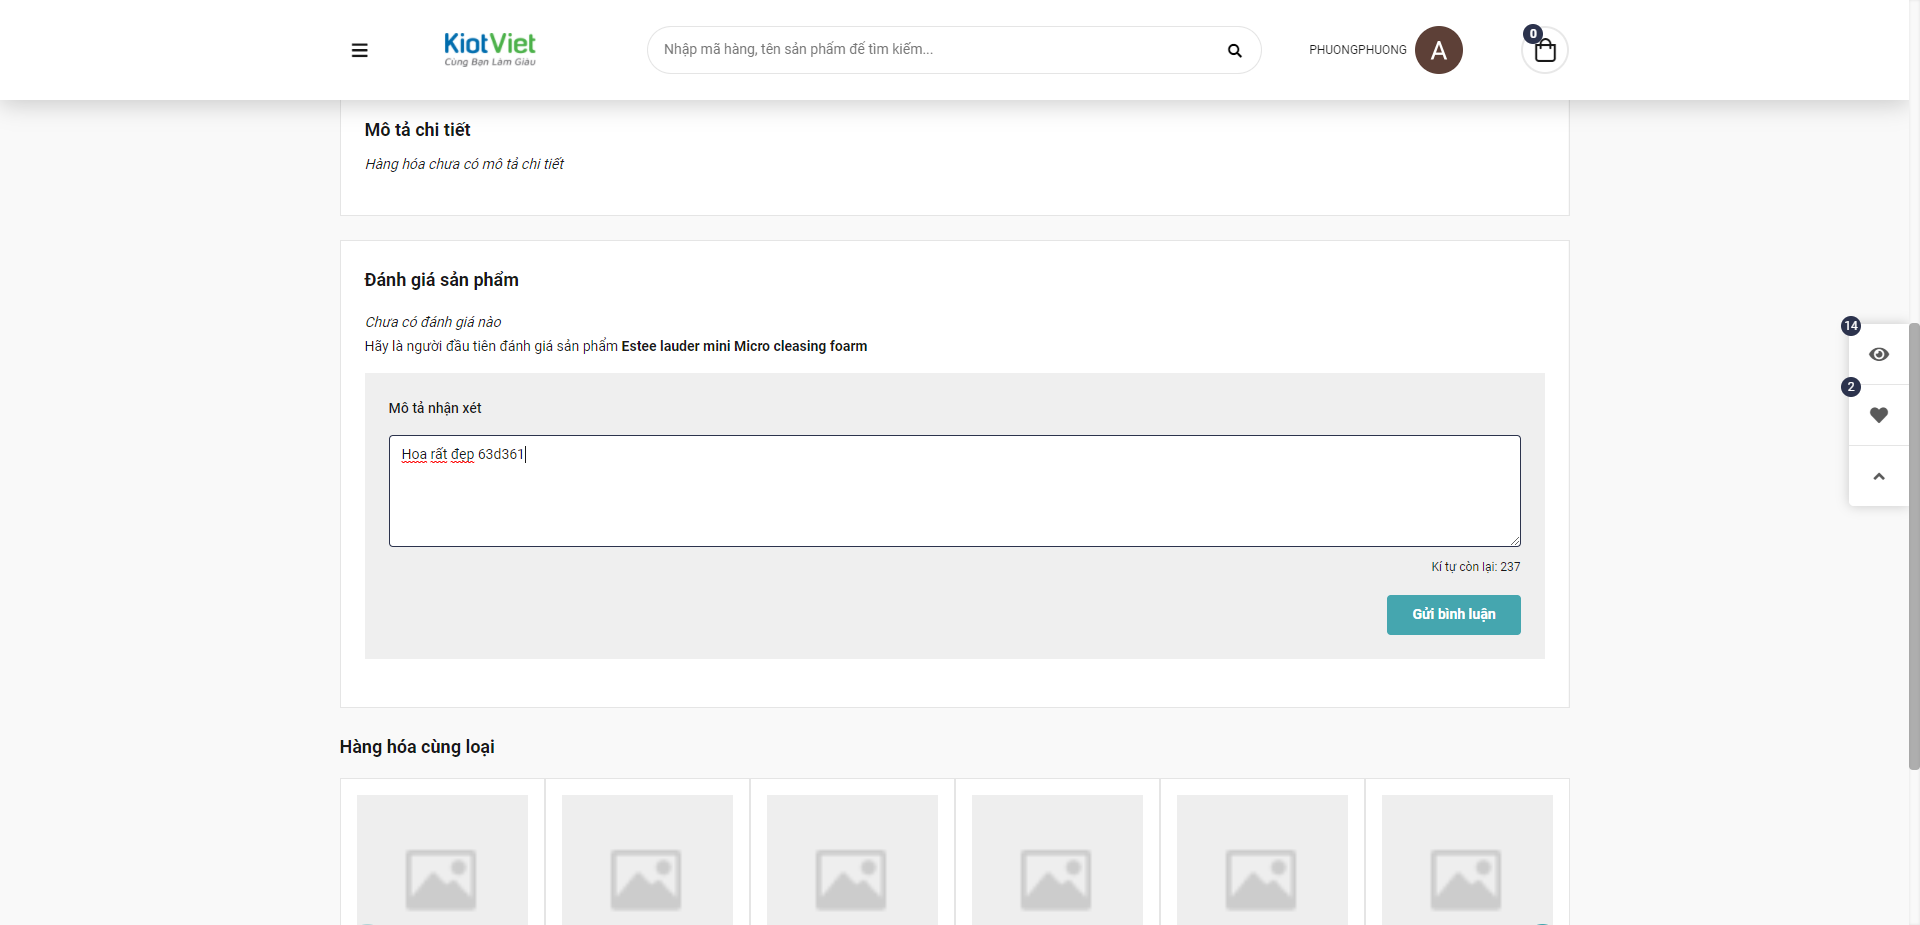 KiotViet
Cùng Bạn Làm Giàu
Nhập mã hàng, tên sản phẩm để tìm kiếm...
PHUONGPHUONG
A
0
Mô tả chi tiết
Hàng hóa chưa có mô tả chi tiết
Đánh giá sản phẩm
Chưa có đánh giá nào
Hãy là người đầu tiên đánh giá sản phẩm Estee lauder mini Micro cleasing foarm
14
2
Mô tả nhận xét
Hoa rất đẹp 63d361
Kí tự còn lại: 237
Gửi bình luận
Hàng hóa cùng loại